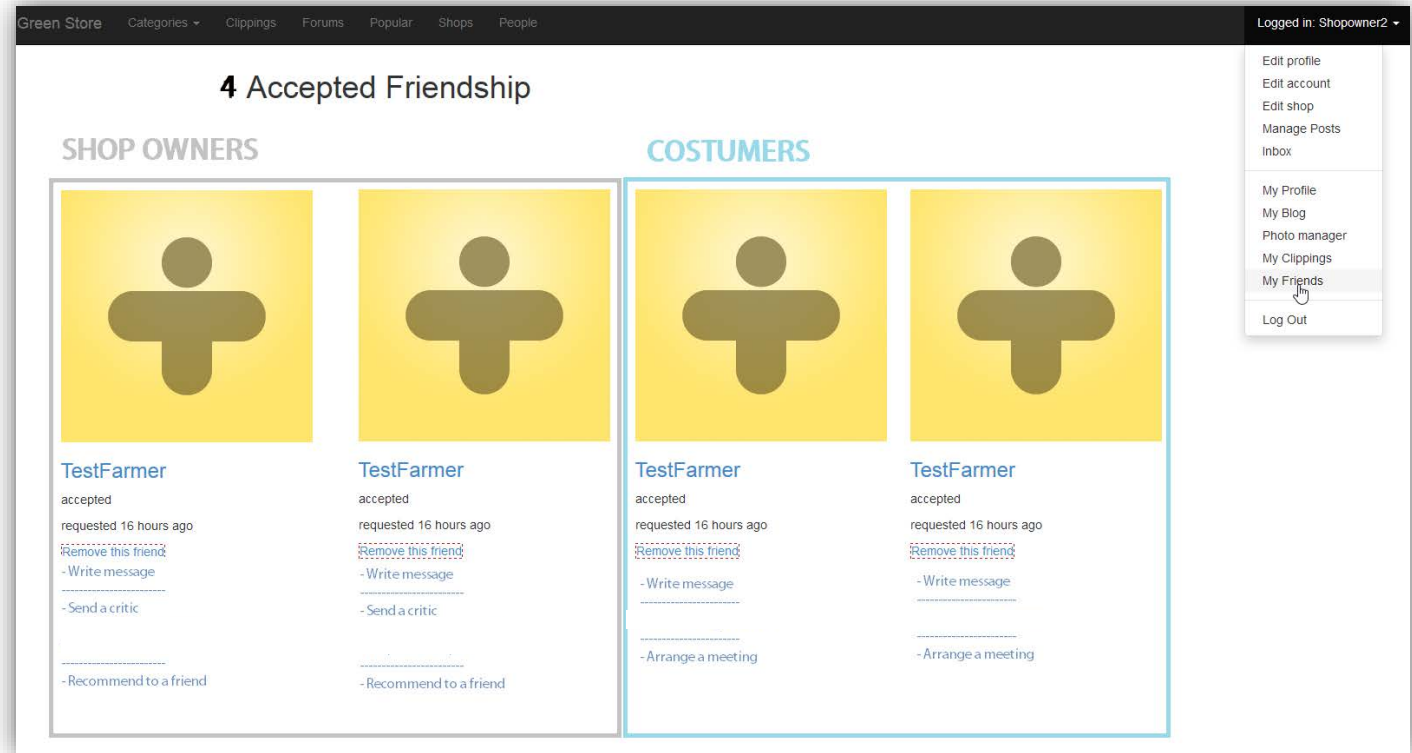 Green Store Categories Clippings Forums Popular Shops People Logged in: Shopowner2
4 Accepted Friendship
SHOP OWNERS
TestFarmer
accepted
requested 16 hours ago
Remove this friend
- Write message
------------------------
- Send a critic
------------------------
- Recommend to a friend
TestFarmer
accepted
requested 16 hours ago
Remove this friend
- Write message
------------------------
- Send a critic
------------------------
- Recommend to a friend
COSTUMERS
TestFarmer
accepted
requested 16 hours ago
Remove this friend
- Write message
------------------------
------------------------
- Arrange a meeting
TestFarmer
accepted
requested 16 hours ago
Remove this friend
- Write message
------------------------
------------------------
- Arrange a meeting
Edit profile
Edit account
Edit shop
Manage Posts
Inbox
My Profile
My Blog
Photo manager
My Clippings
My Friends
Log Out